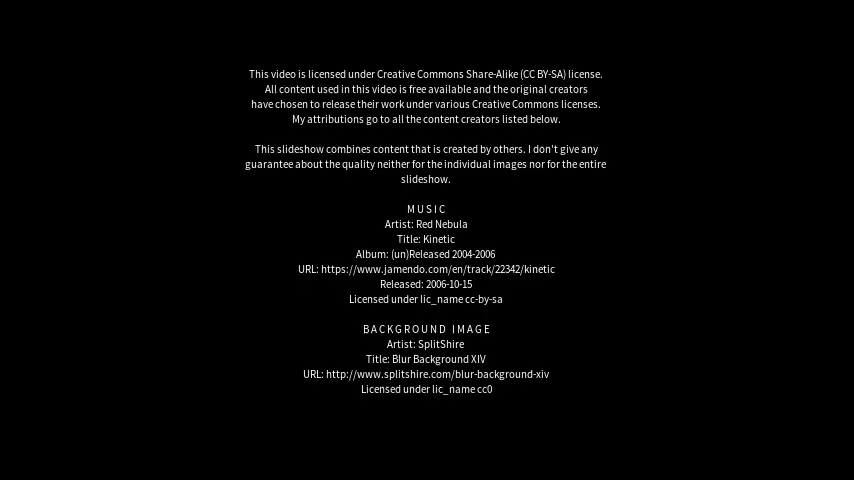 This video is licensed under Creative Commons Share-Alike (CC BY-SA) license.
All content used in this video is free available and the original creators
have chosen to release their work under various Creative Commons licenses.
My attributions go to all the content creators listed below.
This slideshow combines content that is created by others. I don't give any
guarantee about the quality neither for the individual images nor for the entire
slideshow.
MUSIC
Artist: Red Nebula
Title: Kinetic
Album: (un)Released 2004-2006
URL: https://www.jamendo.com/en/track/22342/kinetic
Released: 2006-10-15
Licensed under lic_name cc-by-sa
BACKGROUND IMAGE
Artist: SplitShire
Title: Blur Background XIV
URL: http://www.splitshire.com/blur-background-xiv
Licensed under lic_name cc0